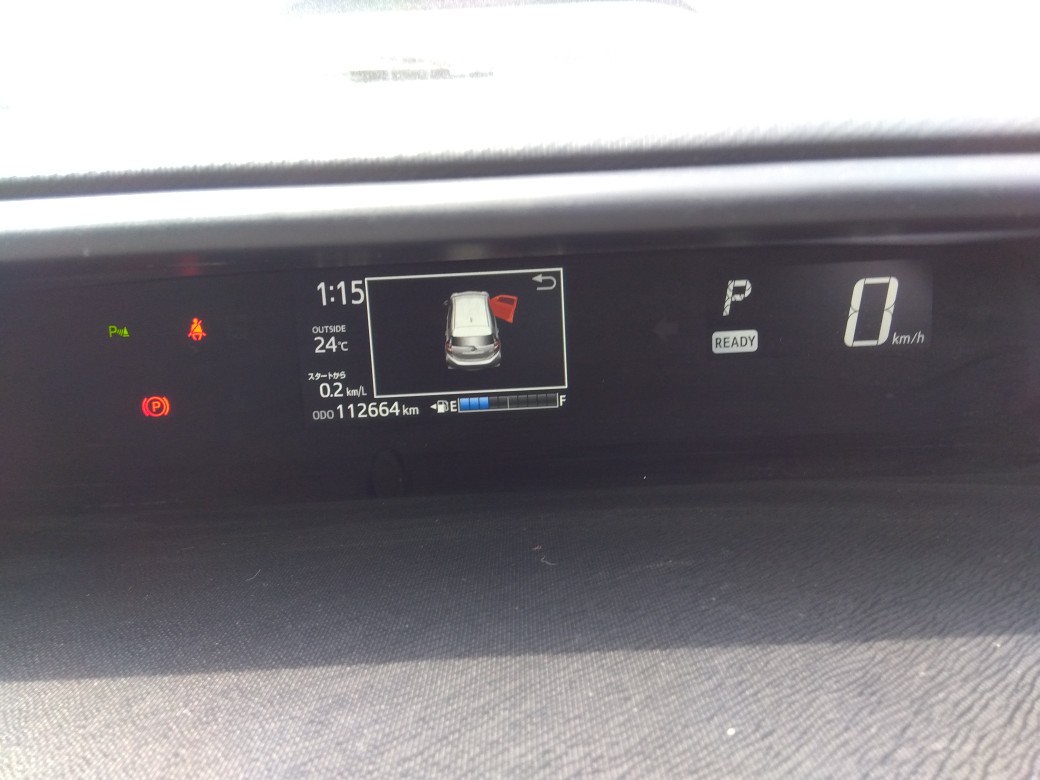 1:15
OUTSIDE
24℃
スタートから
0.2 km/L
ODO 112664 km
E F
P
READY
0 km/h
P
P